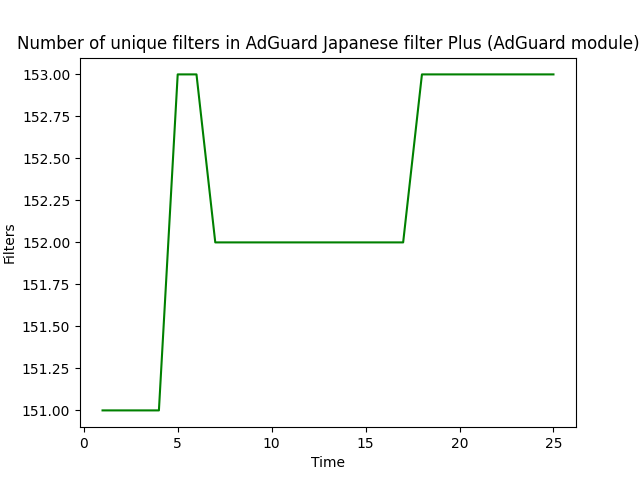 Number of unique filters in AdGuard Japanese filter Plus (AdGuard module)
153.00
152.75
152.50
152.25
152.00
151.75
151.50
151.25
151.00
Filters
0 5 10 15 20 25
Time